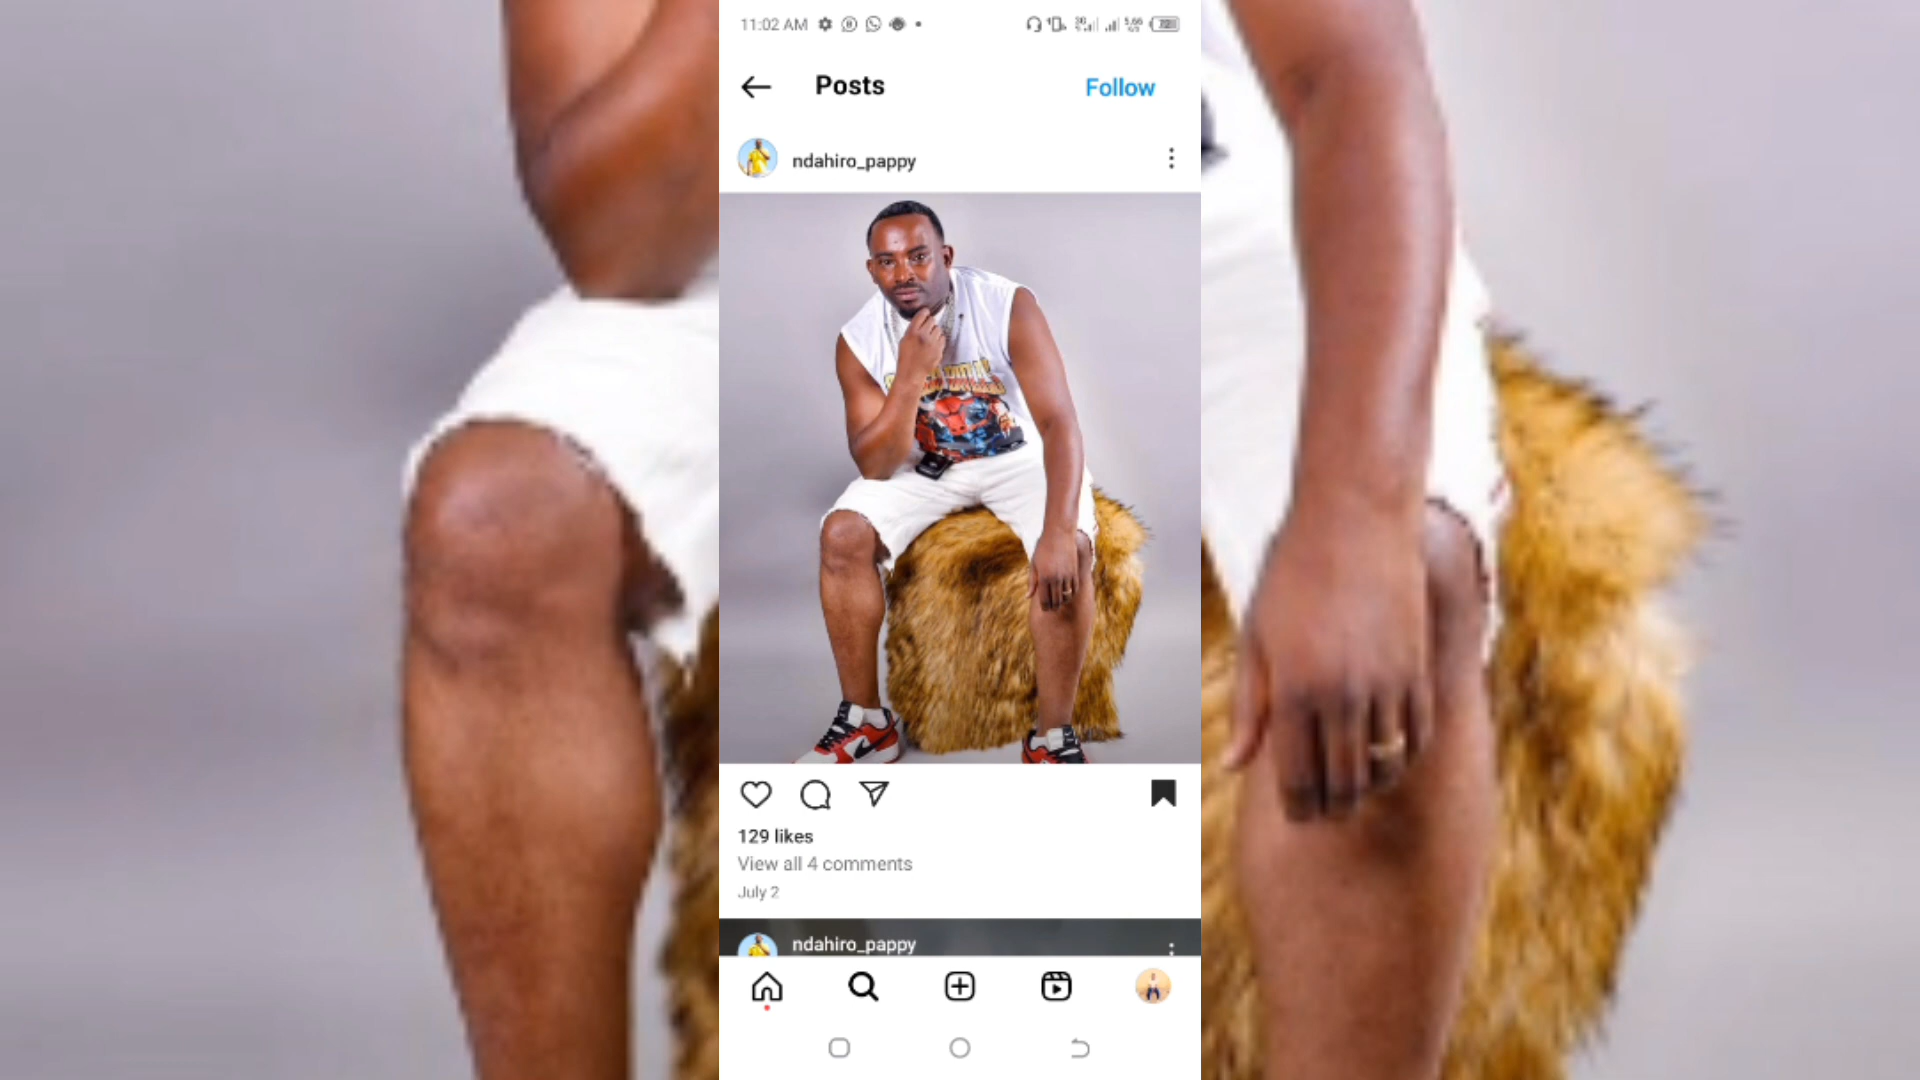 11:02 AM
Posts
Follow
ndahiro_pappy
129 likes
View all 4 comments
July 2
ndahiro_pappy